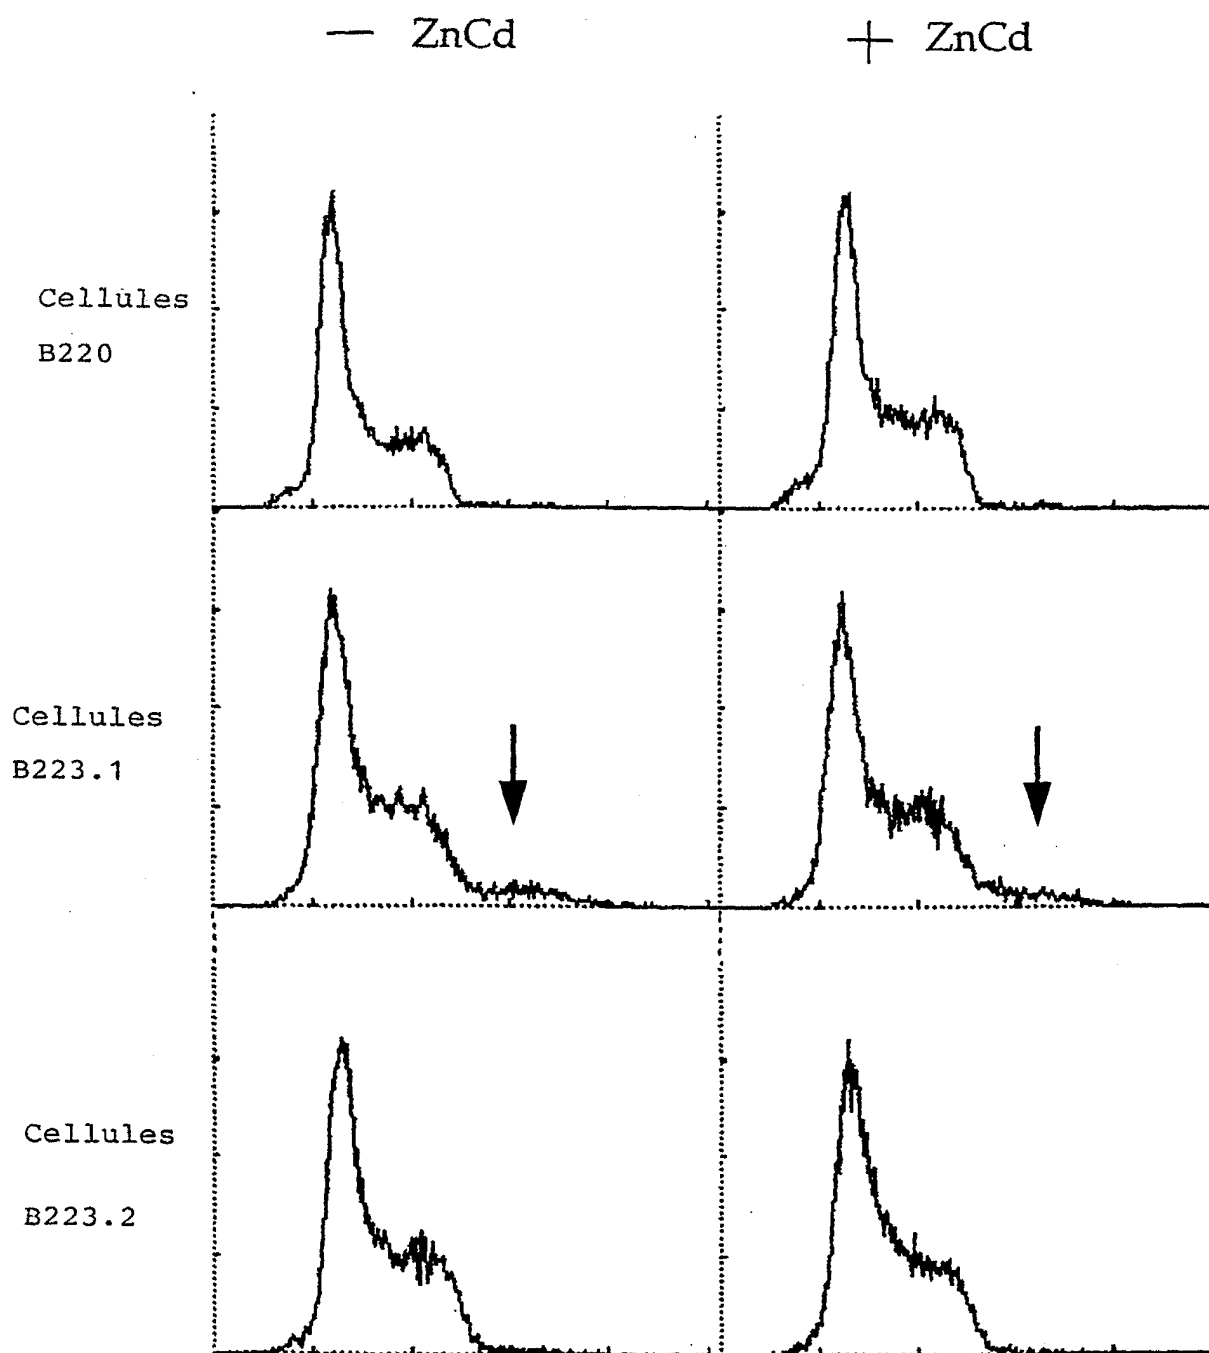 — ZnCd
+ ZnCd
Cellules
B220
Cellules
B223.1
Cellules
B223.2